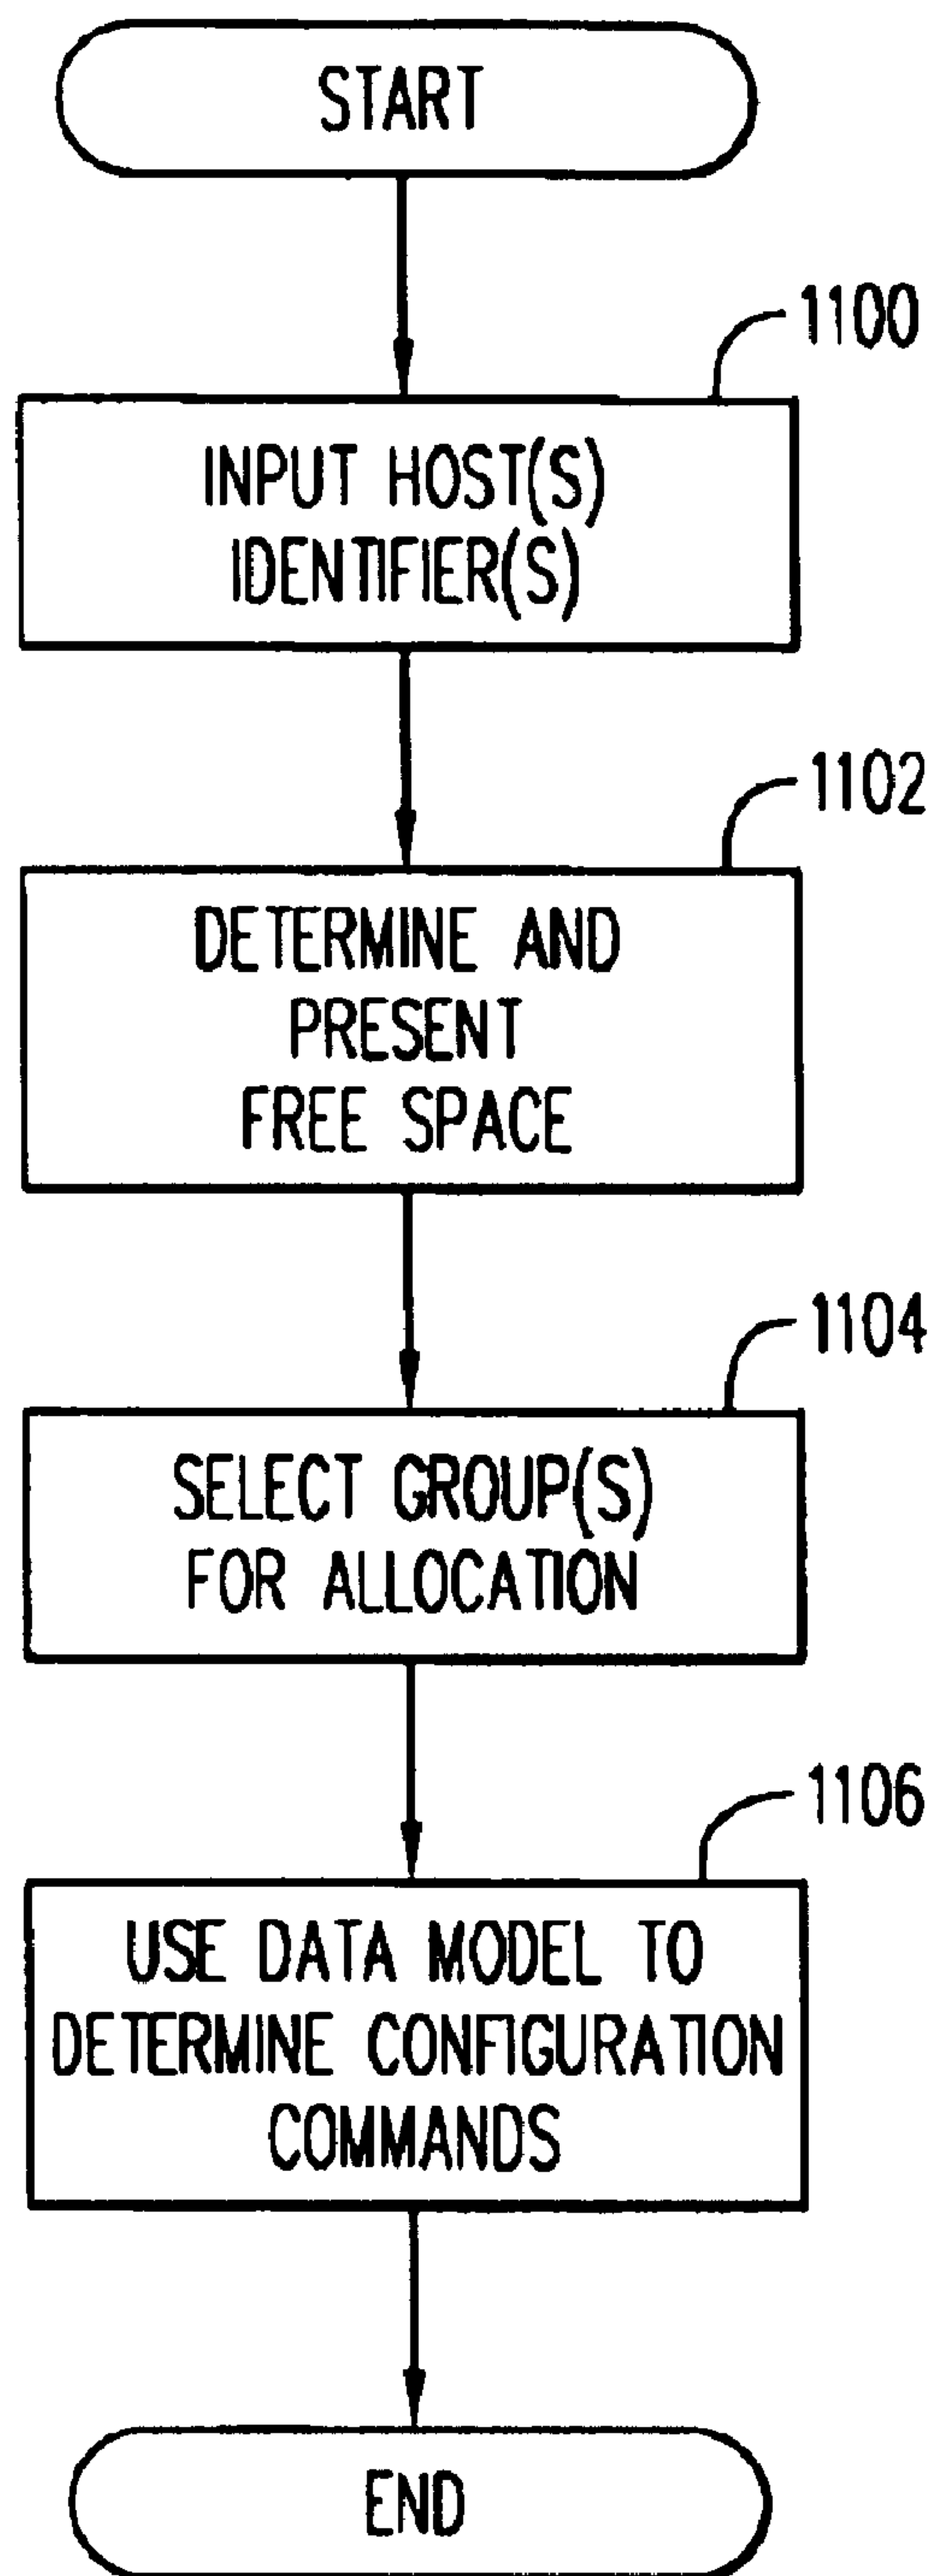 START
1100
INPUT HOST(S)
IDENTIFIER(S)
1102
DETERMINE AND
PRESENT
FREE SPACE
1104
SELECT GROUP(S)
FOR ALLOCATION
1106
USE DATA MODEL TO
DETERMINE CONFIGURATION
COMMANDS
END